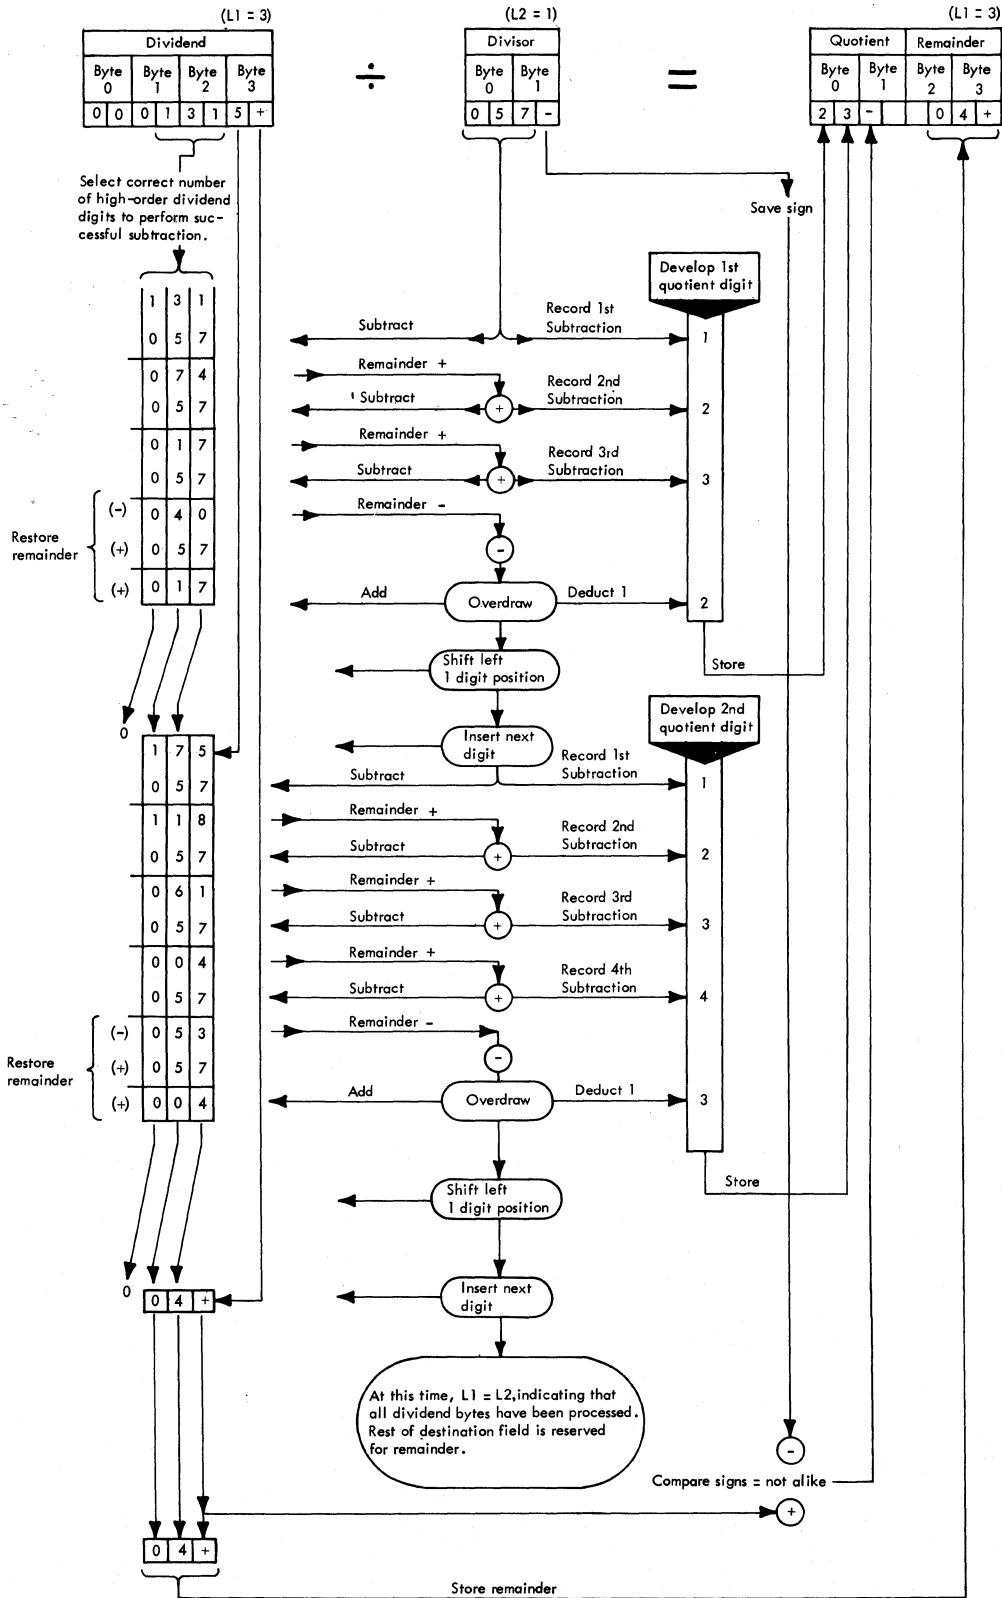 (L1 = 3) (L2 = 1) (L1 = 3)
Dividend Divisor Quotient Remainder
Byte Byte Byte Byte Byte Byte Byte Byte Byte Byte
0 1 2 3 0 1 0 1 2 3
0 0 0 1 3 1 5 + 0 5 7 - 2 3 - 0 4 +
÷ =
Select correct number
of high-order dividend
digits to perform suc-
cessful subtraction.
Save sign
Develop 1st
quotient digit
1 3 1
0 5 7
Subtract
Record 1st
Subtraction
1
0 7 4
Remainder +
0 5 7
Subtract
+
Record 2nd
Subtraction
2
0 1 7
Remainder +
0 5 7
Subtract
+
Record 3rd
Subtraction
3
Restore
remainder
(-) 0 4 0
Remainder -
(+) 0 5 7
-
(+) 0 1 7
Add
Overdraw
Deduct 1
2
Store
Shift left
1 digit position
0
Develop 2nd
quotient digit
Insert next
digit
1 7 5
0 5 7
Subtract
Record 1st
Subtraction
1
1 1 8
Remainder +
0 5 7
Subtract
+
Record 2nd
Subtraction
2
0 6 1
Remainder +
0 5 7
Subtract
+
Record 3rd
Subtraction
3
0 0 4
Remainder +
0 5 7
Subtract
+
Record 4th
Subtraction
4
Restore
remainder
(-) 0 5 3
Remainder -
(+) 0 5 7
-
(+) 0 0 4
Add
Overdraw
Deduct 1
3
Store
Shift left
1 digit position
0
0 4 +
Insert next
digit
At this time, L1 = L2,indicating that
all dividend bytes have been processed.
Rest of destination field is reserved
for remainder.
-
Compare signs = not alike
+
0 4 +
Store remainder